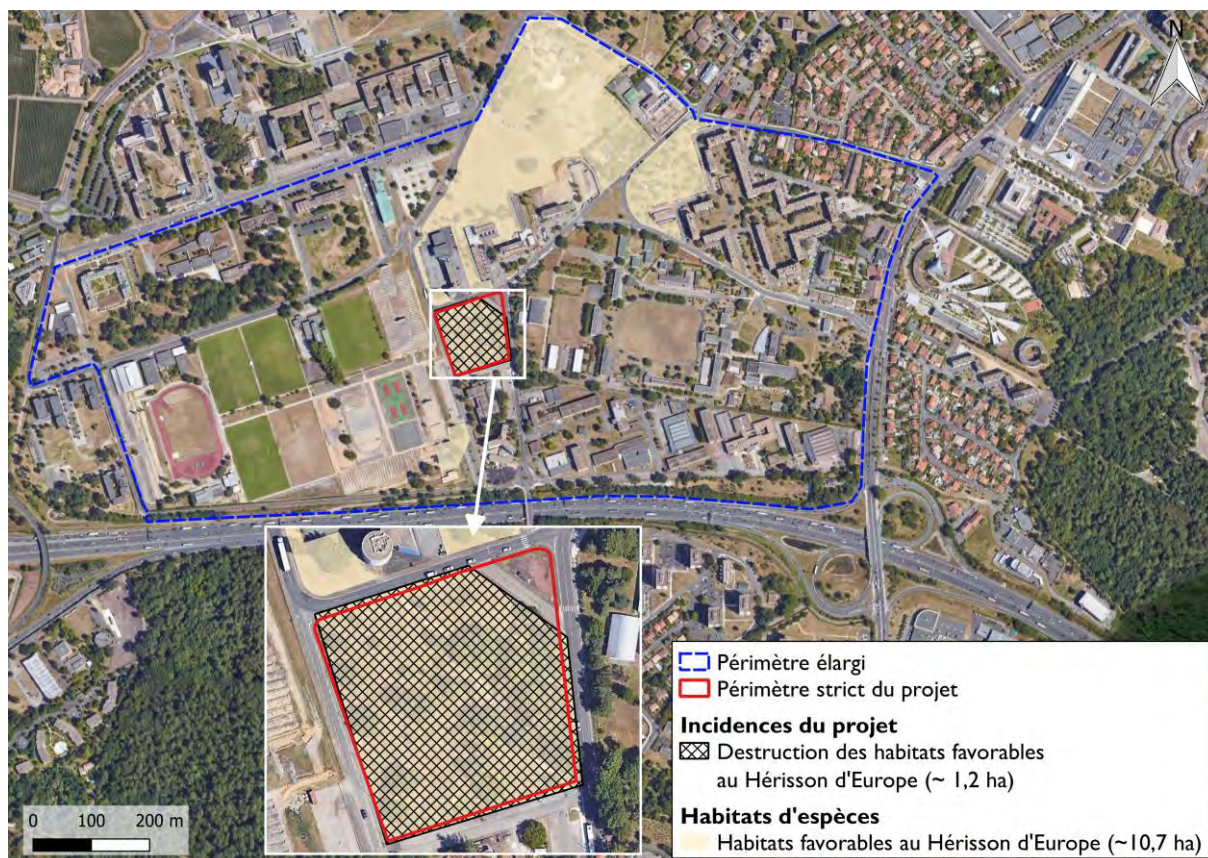 N
Périmètre élargi
Périmètre strict du projet
Incidences du projet
Destruction des habitats favorables
au Hérisson d'Europe (~ 1,2 ha)
Habitats d'espèces
Habitats favorables au Hérisson d'Europe (~10,7 ha)
0 100 200 m